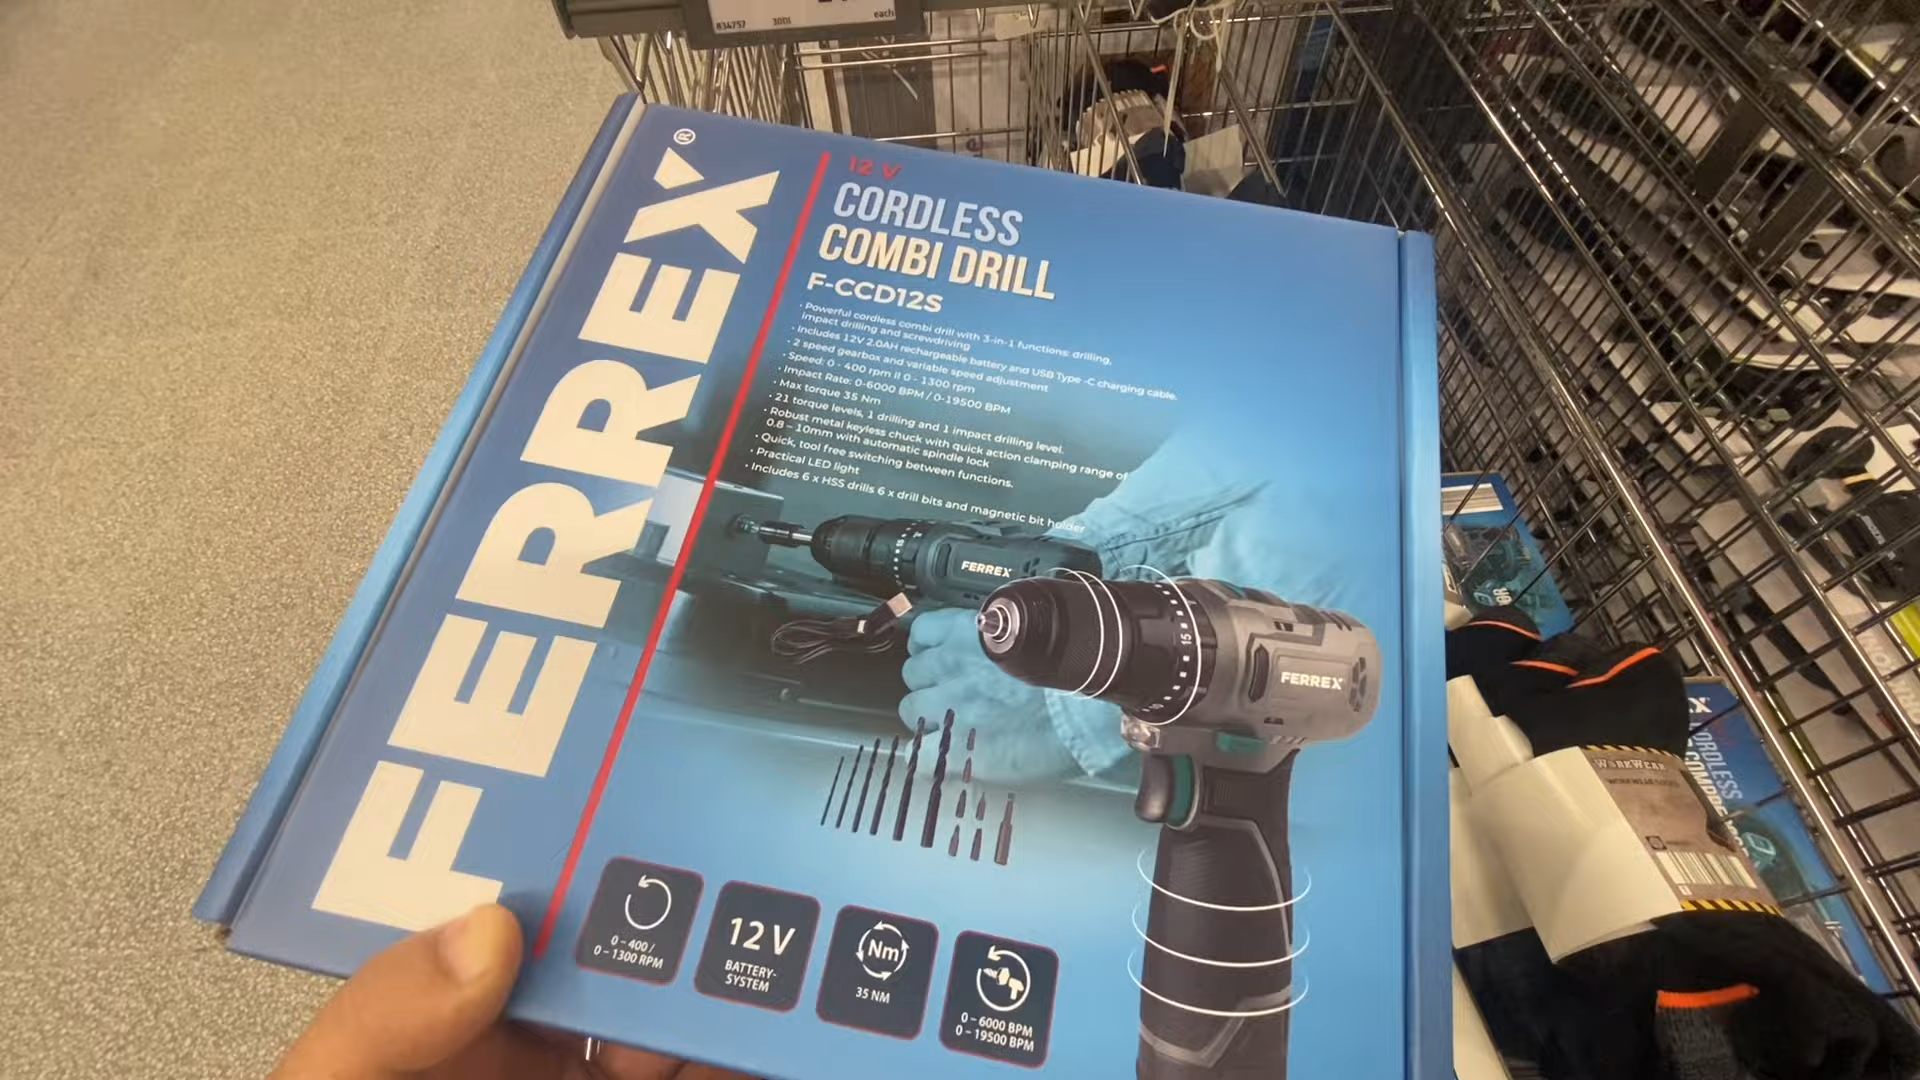 834757 300L each
FERREX®
12 V
CORDLESS
COMBI DRILL
F-CCD12S
· Powerful cordless combi drill with 3-in-1 functions: drilling,
impact drilling and screwdriving
· Includes 12V 2.0AH rechargeable battery and USB Type -C charging cable.
· 2 speed gearbox and variable speed adjustment
· Speed: 0 - 400 rpm II 0 - 1300 rpm
· Impact Rate: 0-6000 BPM / 0-19500 BPM
· Max torque 35 Nm
· 21 torque levels, 1 drilling and 1 impact drilling level.
· Robust metal keyless chuck with quick action clamping range of
0.8 – 10mm with automatic spindle lock
· Quick, tool free switching between functions.
· Practical LED light
· Includes 6 x HSS drills 6 x drill bits and magnetic bit holder
FERREX
15
FERREX
15
0 – 400 /
0 – 1300 RPM
12 V
BATTERY-
SYSTEM
Nm
35 NM
0 – 6000 BPM
0 – 19500 BPM
WORKWEAR